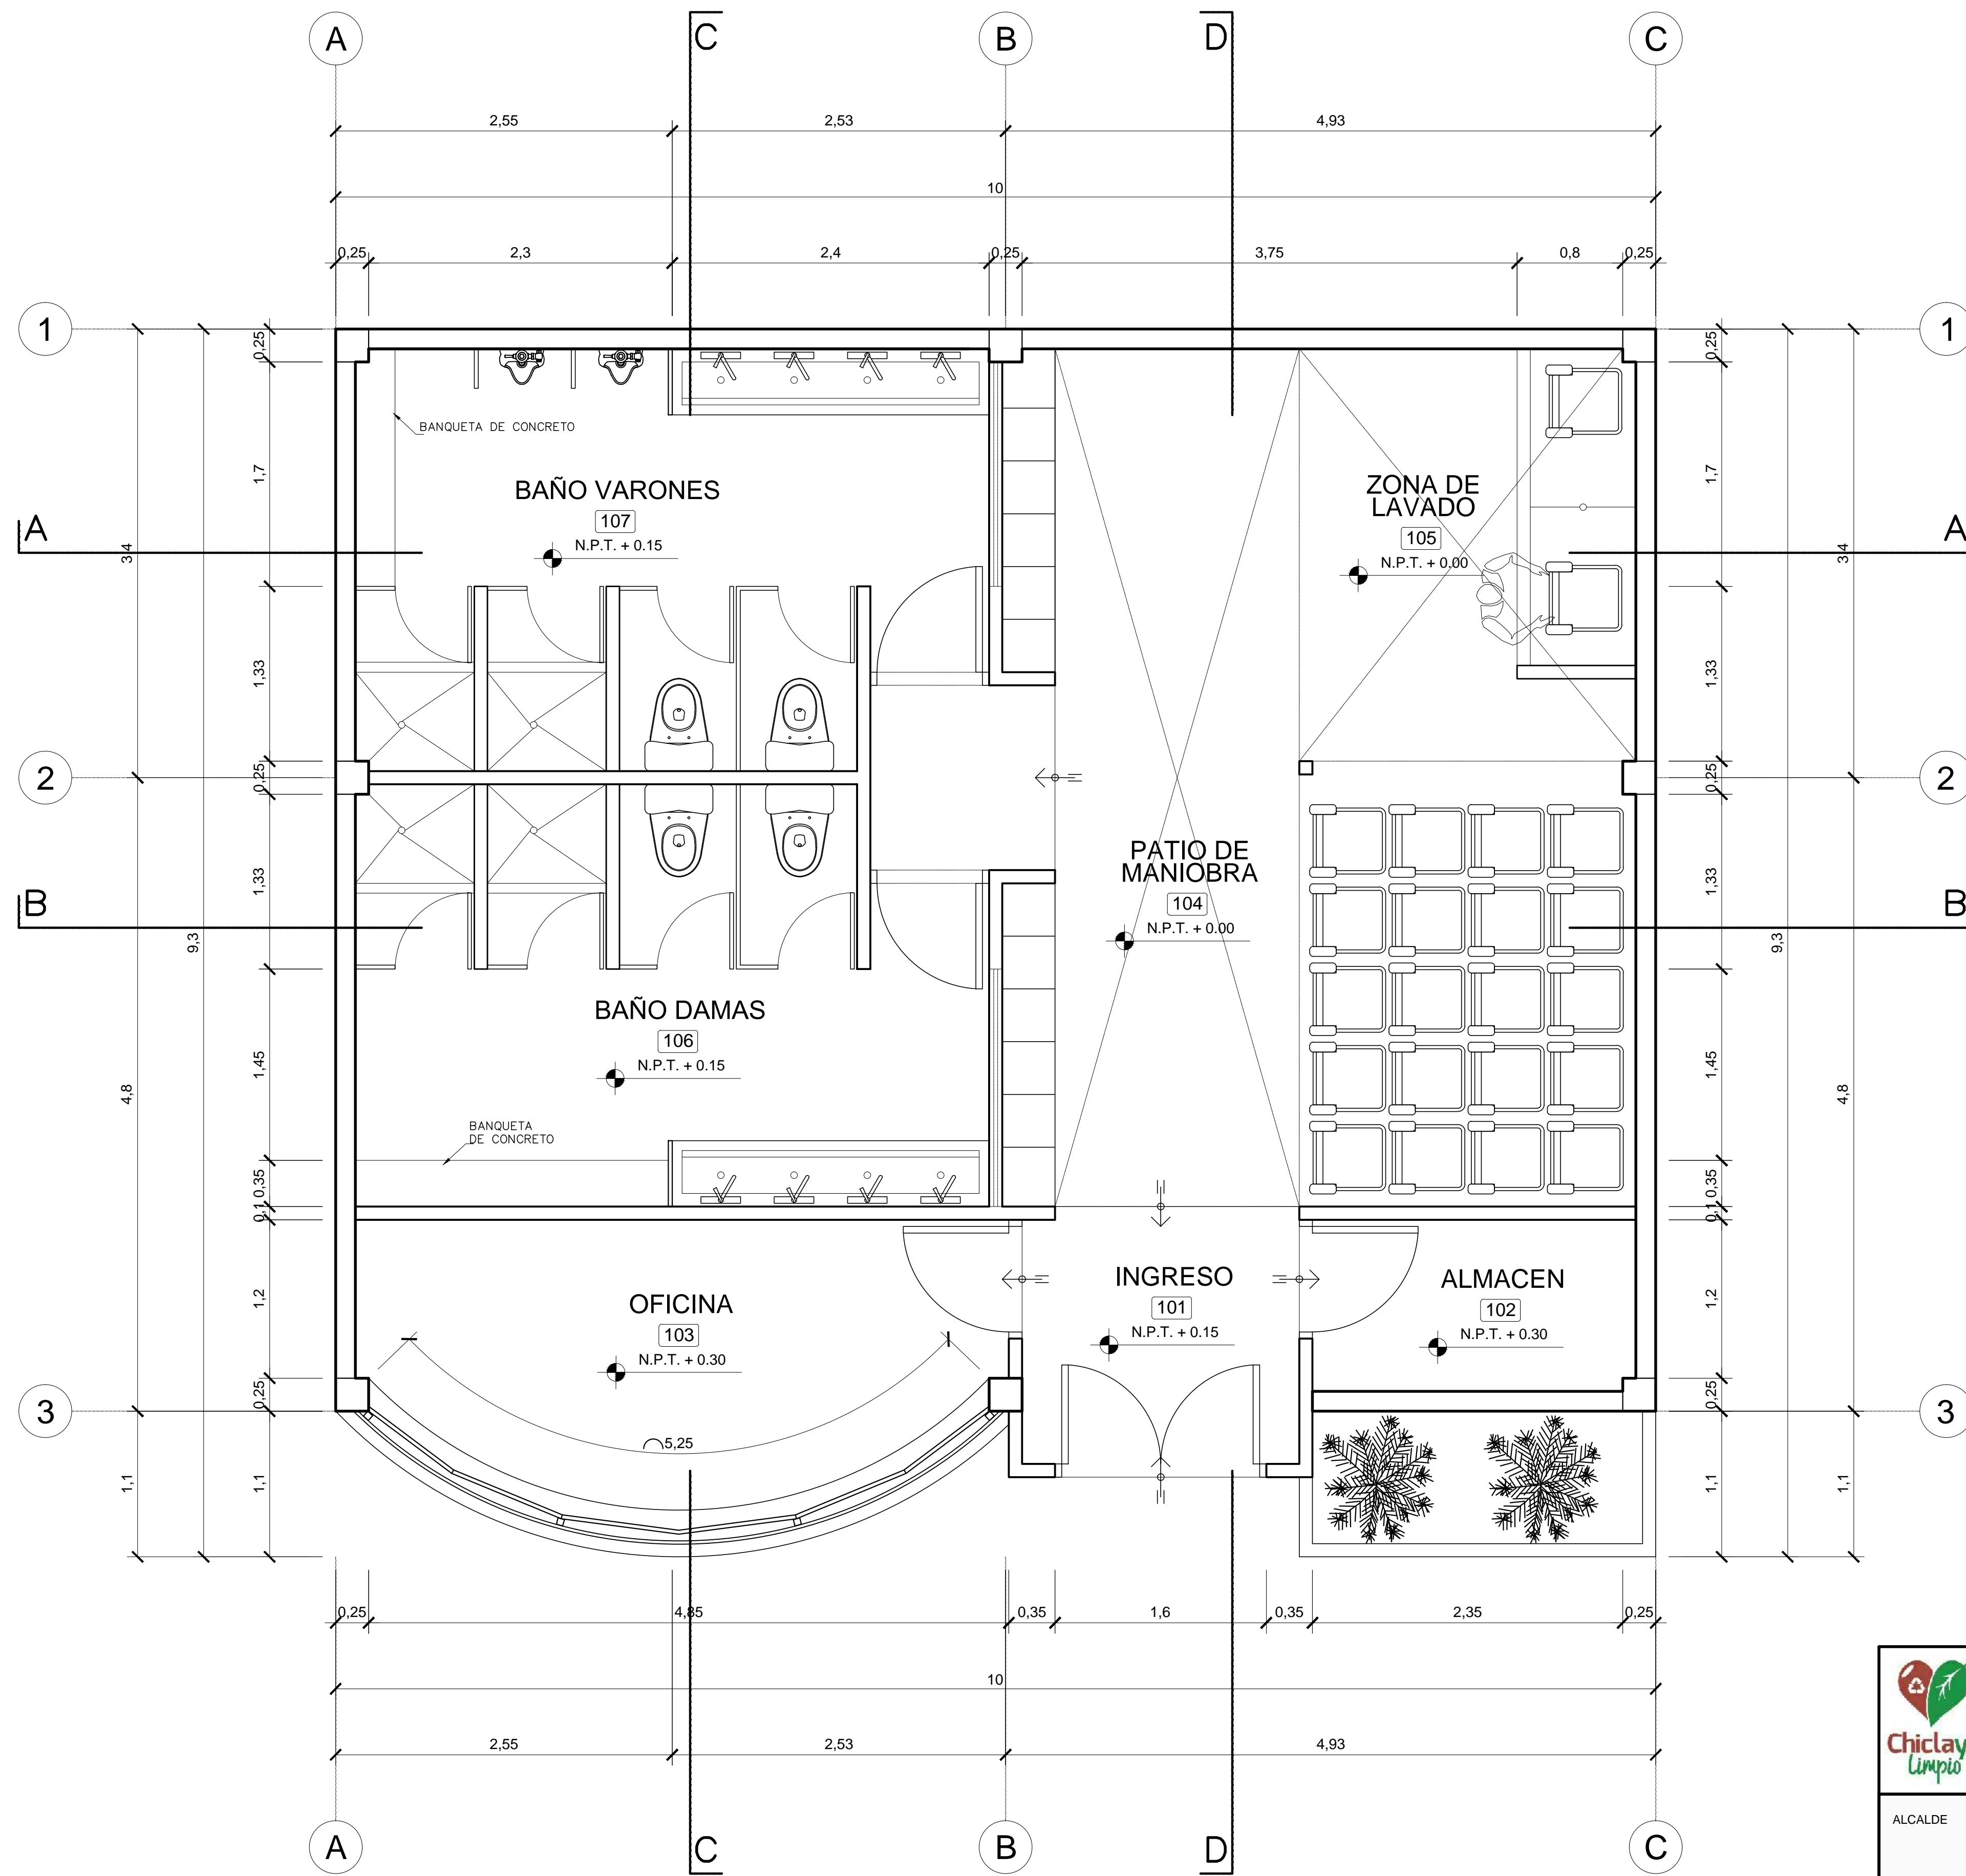 A
C
B
D
C
2,55
2,53
4,93
10
0,25
2,3
2,4
0,25
3,75
0,8
0,25
1
1
0,25
0,25
BANQUETA DE CONCRETO
1,7
1,7
BAÑO VARONES
107
N.P.T. + 0.15
ZONA DE
LAVADO
105
N.P.T. + 0.00
A
A
3,4
3,4
1,33
1,33
2
2
0,25
0,25
1,33
1,33
PATIO DE
MANIOBRA
104
N.P.T. + 0.00
B
B
9,3
9,3
BAÑO DAMAS
106
N.P.T. + 0.15
1,45
1,45
4,8
4,8
BANQUETA
DE CONCRETO
0,35
0,35
0,1
0,1
1,2
1,2
OFICINA
103
N.P.T. + 0.30
INGRESO
101
N.P.T. + 0.15
ALMACEN
102
N.P.T. + 0.30
0,25
0,25
3
3
5,25
1,1
1,1
1,1
1,1
0,25
4,85
0,35
1,6
0,35
2,35
0,25
10
2,55
2,53
4,93
A
C
B
D
C
Chiclay
Limpio
ALCALDE